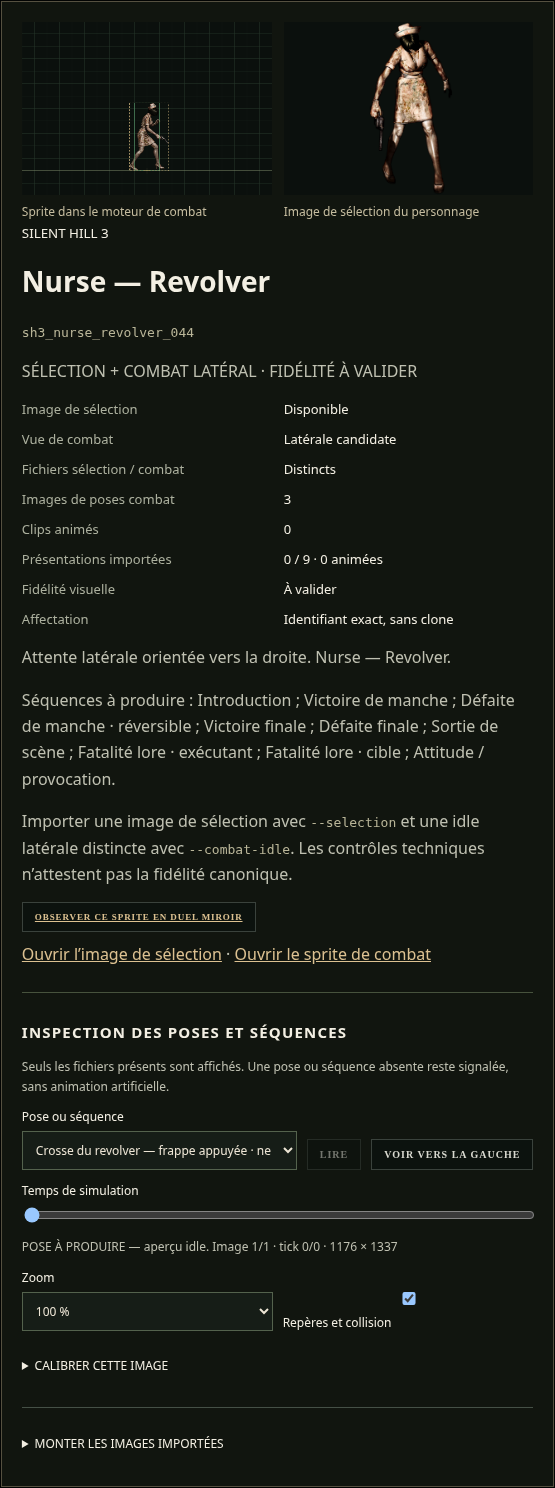 Sprite dans le moteur de combat
Image de sélection du personnage
SILENT HILL 3
Nurse — Revolver
sh3_nurse_revolver_044
SÉLECTION + COMBAT LATÉRAL · FIDÉLITÉ À VALIDER
Image de sélection Disponible
Vue de combat Latérale candidate
Fichiers sélection / combat Distincts
Images de poses combat 3
Clips animés 0
Présentations importées 0 / 9 · 0 animées
Fidélité visuelle À valider
Affectation Identifiant exact, sans clone
Attente latérale orientée vers la droite. Nurse — Revolver.
Séquences à produire : Introduction ; Victoire de manche ; Défaite
de manche · réversible ; Victoire finale ; Défaite finale ; Sortie de
scène ; Fatalité lore · exécutant ; Fatalité lore · cible ; Attitude /
provocation.
Importer une image de sélection avec --selection et une idle
latérale distincte avec --combat-idle. Les contrôles techniques
n’attestent pas la fidélité canonique.
OBSERVER CE SPRITE EN DUEL MIROIR
Ouvrir l’image de sélection · Ouvrir le sprite de combat
INSPECTION DES POSES ET SÉQUENCES
Seuls les fichiers présents sont affichés. Une pose ou séquence absente reste signalée,
sans animation artificielle.
Pose ou séquence
Crosse du revolver — frappe appuyée · ne
LIRE
VOIR VERS LA GAUCHE
Temps de simulation
POSE À PRODUIRE — aperçu idle. Image 1/1 · tick 0/0 · 1176 × 1337
Zoom
100 %
Repères et collision
CALIBRER CETTE IMAGE
MONTER LES IMAGES IMPORTÉES